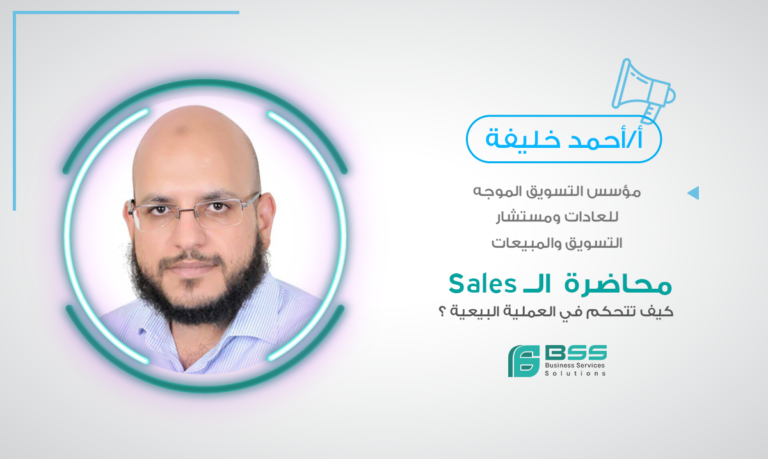 أ/أحمد خليفة
مؤسس التسويق الموجه
للعادات ومستشار
التسويق والمبيعات
محاضرة الـ Sales
كيف تتحكم في العملية البيعية ؟
BSS
Business Services
Solutions